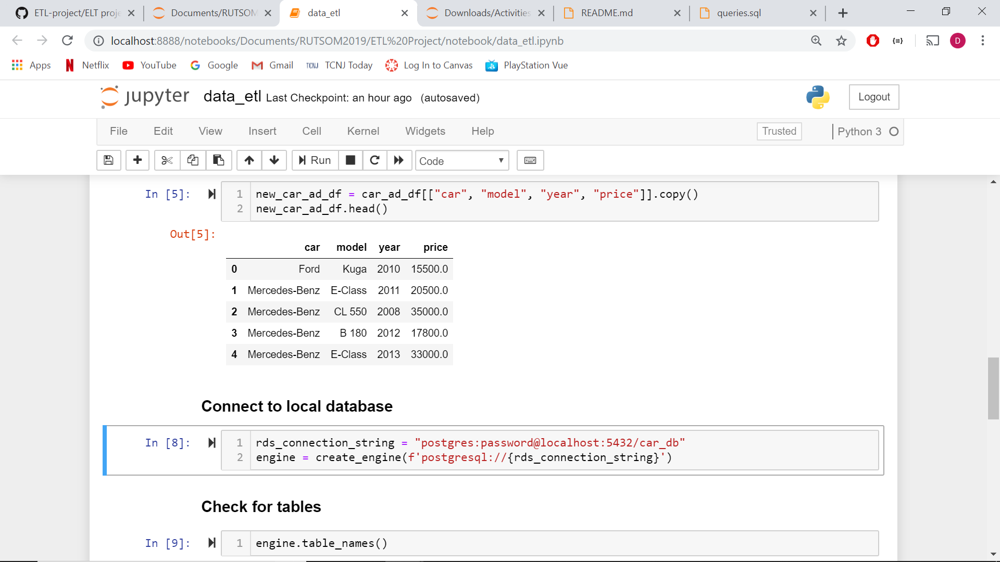 ETL-project/ELT proje
Documents/RUTSOM
data_etl
Downloads/Activities
README.md
queries.sql
localhost:8888/notebooks/Documents/RUTSOM2019/ETL%20Project/notebook/data_etl.ipynb
D
Apps
Netflix
YouTube
Google
Gmail
TCNJ TCNJ Today
Log In to Canvas
PlayStation Vue
jupyter data_etl Last Checkpoint: an hour ago (autosaved)
Logout
File Edit View Insert Cell Kernel Widgets Help
Trusted
Python 3
Run
Code
In [5]:
1 new_car_ad_df = car_ad_df[["car", "model", "year", "price"]].copy()
2 new_car_ad_df.head()
Out[5]:
car model year price
0 Ford Kuga 2010 15500.0
1 Mercedes-Benz E-Class 2011 20500.0
2 Mercedes-Benz CL 550 2008 35000.0
3 Mercedes-Benz B 180 2012 17800.0
4 Mercedes-Benz E-Class 2013 33000.0
Connect to local database
In [8]:
1 rds_connection_string = "postgres:password@localhost:5432/car_db"
2 engine = create_engine(f'postgresql://{rds_connection_string}')
Check for tables
In [9]:
1 engine.table_names()